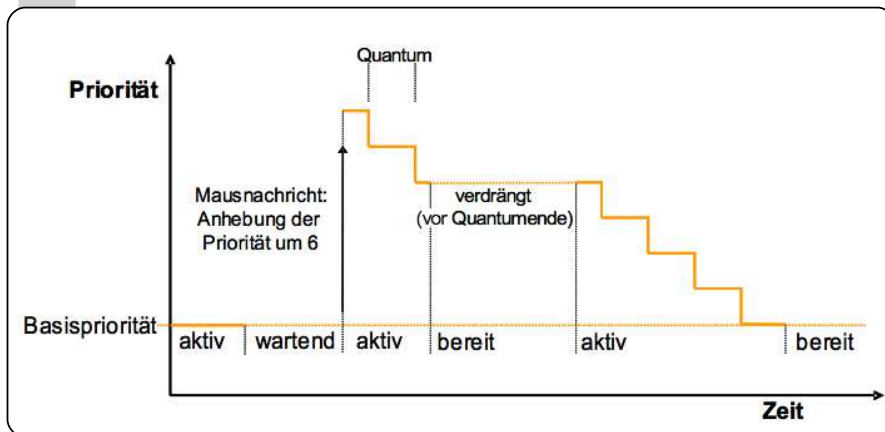 Quantum
Priorität
Mausnachricht:
Anhebung der
Priorität um 6
verdrängt
(vor Quantumende)
Basispriorität
aktiv wartend aktiv bereit aktiv bereit
Zeit